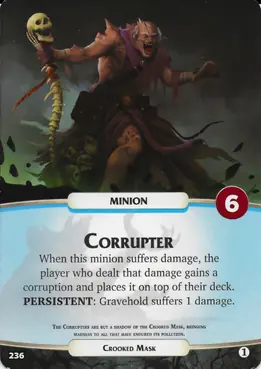 MINION
6
CORRUPTER
When this minion suffers damage, the
player who dealt that damage gains a
corruption and places it on top of their deck.
PERSISTENT: Gravehold suffers 1 damage.
THE CORRUPTERS ARE BUT A SHADOW OF THE CROOKED MASK, BRINGING
MADNESS TO ALL THAT HAVE ENDURED ITS POLLUTION.
CROOKED MASK
236
1